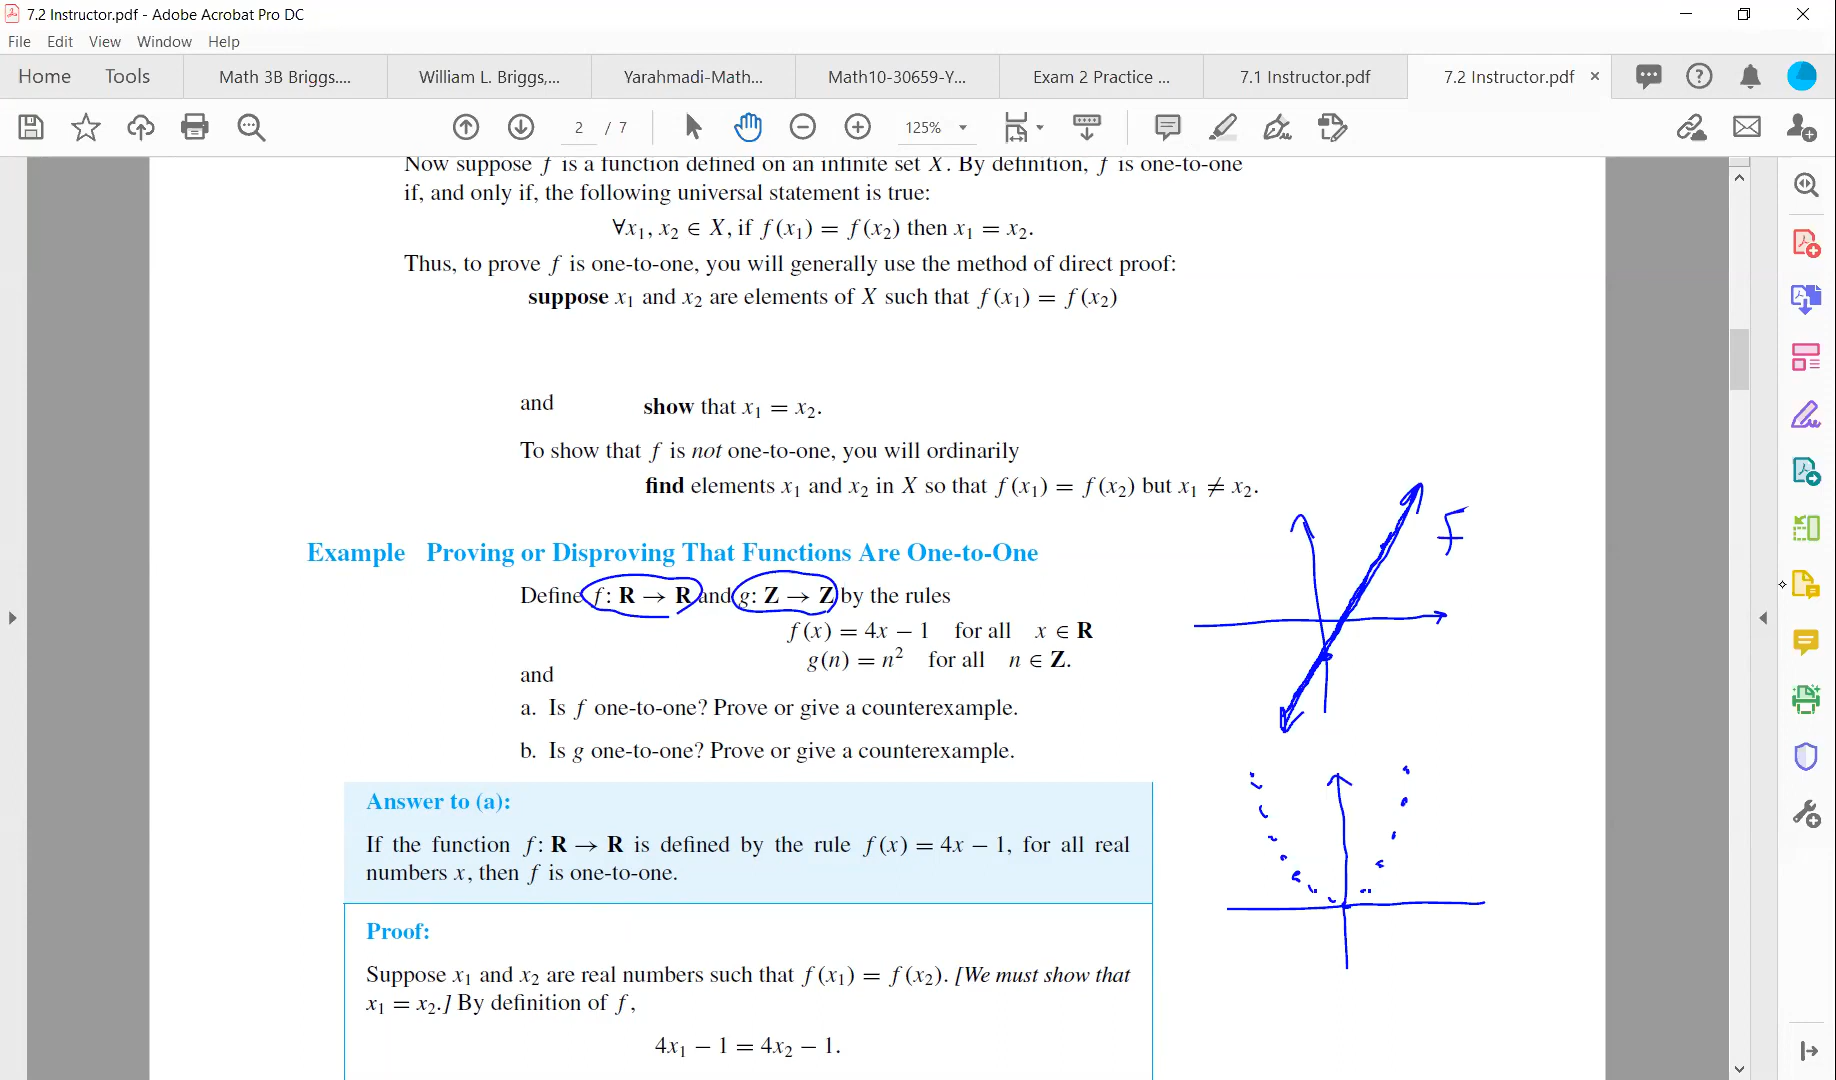 7.2 Instructor.pdf - Adobe Acrobat Pro DC
File Edit View Window Help
Home Tools Math 3B Briggs.... William L. Briggs,... Yarahmadi-Math... Math10-30659-Y... Exam 2 Practice ... 7.1 Instructor.pdf 7.2 Instructor.pdf ×
2 / 7 125%
Now suppose f is a function defined on an infinite set X. By definition, f is one-to-one
if, and only if, the following universal statement is true:
∀x₁, x₂ ∈ X, if f(x₁) = f(x₂) then x₁ = x₂.
Thus, to prove f is one-to-one, you will generally use the method of direct proof:
suppose x₁ and x₂ are elements of X such that f(x₁) = f(x₂)
and show that x₁ = x₂.
To show that f is not one-to-one, you will ordinarily
find elements x₁ and x₂ in X so that f(x₁) = f(x₂) but x₁ ≠ x₂.
f
Example Proving or Disproving That Functions Are One-to-One
Define f: R → R and g: Z → Z by the rules
f(x) = 4x − 1 for all x ∈ R
g(n) = n² for all n ∈ Z.
and
a. Is f one-to-one? Prove or give a counterexample.
b. Is g one-to-one? Prove or give a counterexample.
Answer to (a):
If the function f: R → R is defined by the rule f(x) = 4x − 1, for all real
numbers x, then f is one-to-one.
Proof:
Suppose x₁ and x₂ are real numbers such that f(x₁) = f(x₂). [We must show that
x₁ = x₂.] By definition of f,
4x₁ − 1 = 4x₂ − 1.